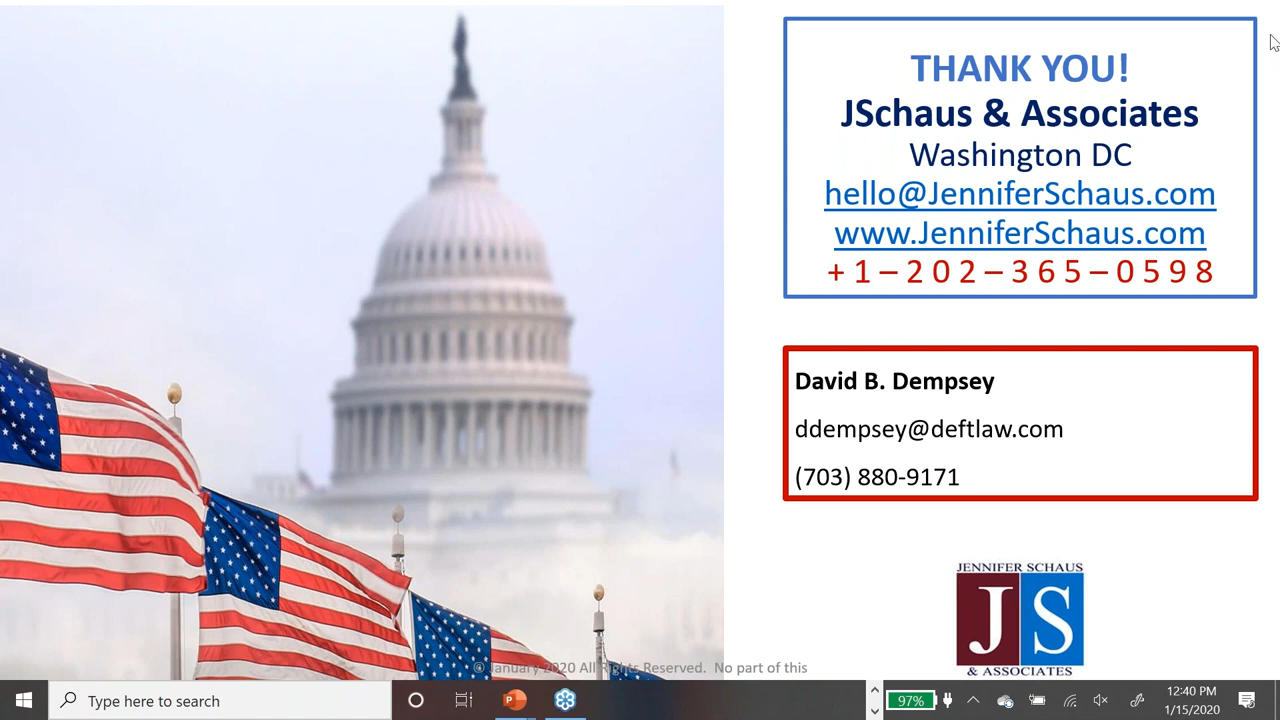 THANK YOU!
JSchaus & Associates
Washington DC
hello@JenniferSchaus.com
www.JenniferSchaus.com
+1–202–365–0598
David B. Dempsey
ddempsey@deftlaw.com
(703) 880-9171
JENNIFER SCHAUS
JS
& ASSOCIATES
© January 2020 All Rights Reserved. No part of this
Type here to search
97%
12:40 PM
1/15/2020